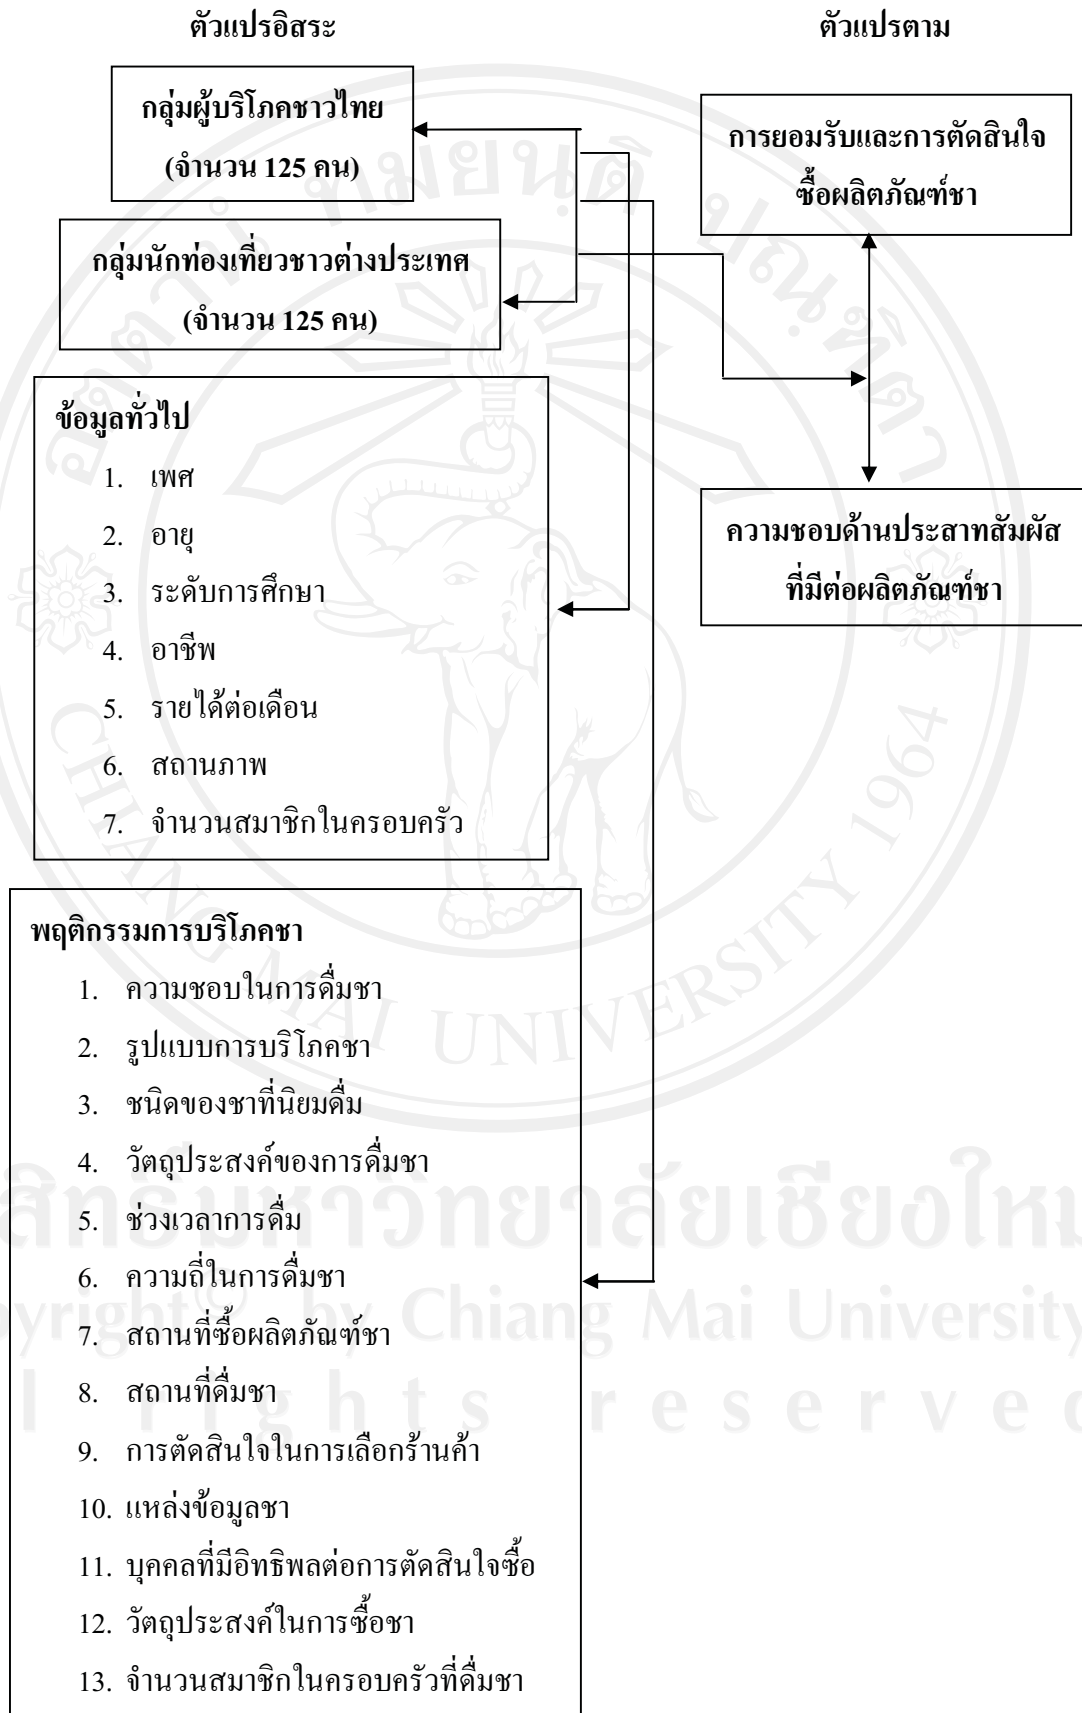 ตัวแปรอิสระ
ตัวแปรตาม
กลุ่มผู้บริโภคชาวไทย
(จำนวน 125 คน)
การยอมรับและการตัดสินใจ
ซื้อผลิตภัณฑ์ชา
กลุ่มนักท่องเที่ยวชาวต่างประเทศ
(จำนวน 125 คน)
ข้อมูลทั่วไป
1. เพศ
2. อายุ
3. ระดับการศึกษา
4. อาชีพ
5. รายได้ต่อเดือน
6. สถานภาพ
7. จำนวนสมาชิกในครอบครัว
ความชอบด้านประสาทสัมผัส
ที่มีต่อผลิตภัณฑ์ชา
พฤติกรรมการบริโภคชา
1. ความชอบในการดื่มชา
2. รูปแบบการบริโภคชา
3. ชนิดของชาที่นิยมดื่ม
4. วัตถุประสงค์ของการดื่มชา
5. ช่วงเวลาการดื่ม
6. ความถี่ในการดื่มชา
7. สถานที่ซื้อผลิตภัณฑ์ชา
8. สถานที่ดื่มชา
9. การตัดสินใจในการเลือกร้านค้า
10. แหล่งข้อมูลชา
11. บุคคลที่มีอิทธิพลต่อการตัดสินใจซื้อ
12. วัตถุประสงค์ในการซื้อชา
13. จำนวนสมาชิกในครอบครัวที่ดื่มชา
CHIANG MAI UNIVERSITY 1964
by Chiang Mai University
rights reserved